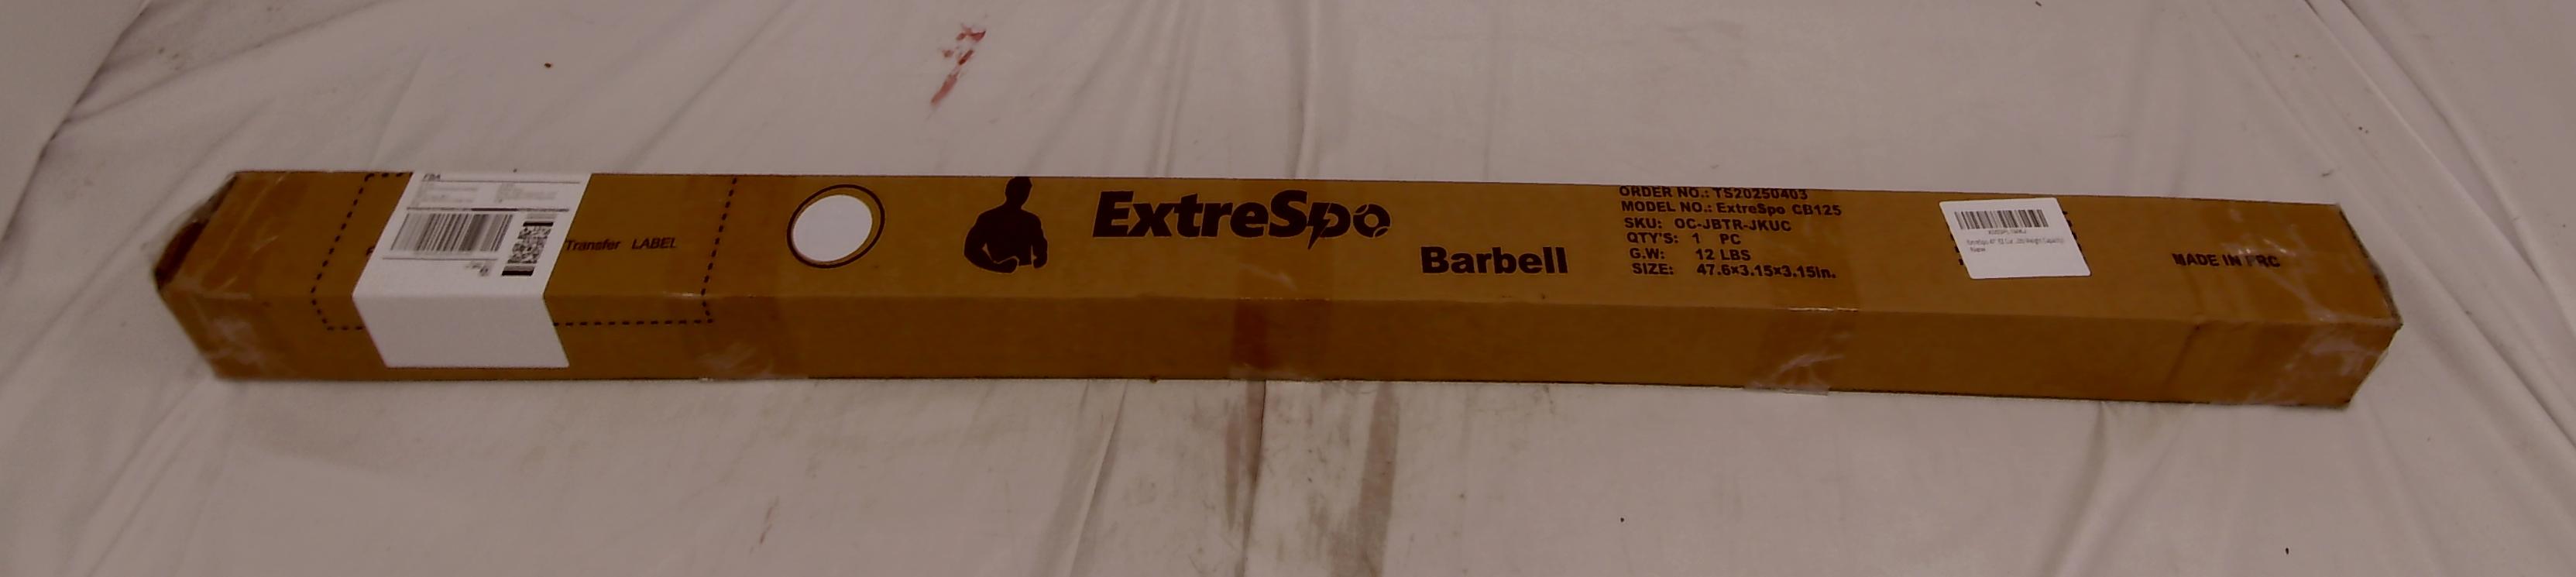 FBA
Transfer LABEL
ExtreSpo
Barbell
ORDER NO.: TS20250403
MODEL NO.: ExtreSpo CB125
SKU: OC-JBTR-JKUC
QTY'S: 1 PC
G.W: 12 LBS
SIZE: 47.6×3.15×3.15in.
MADE IN PRC